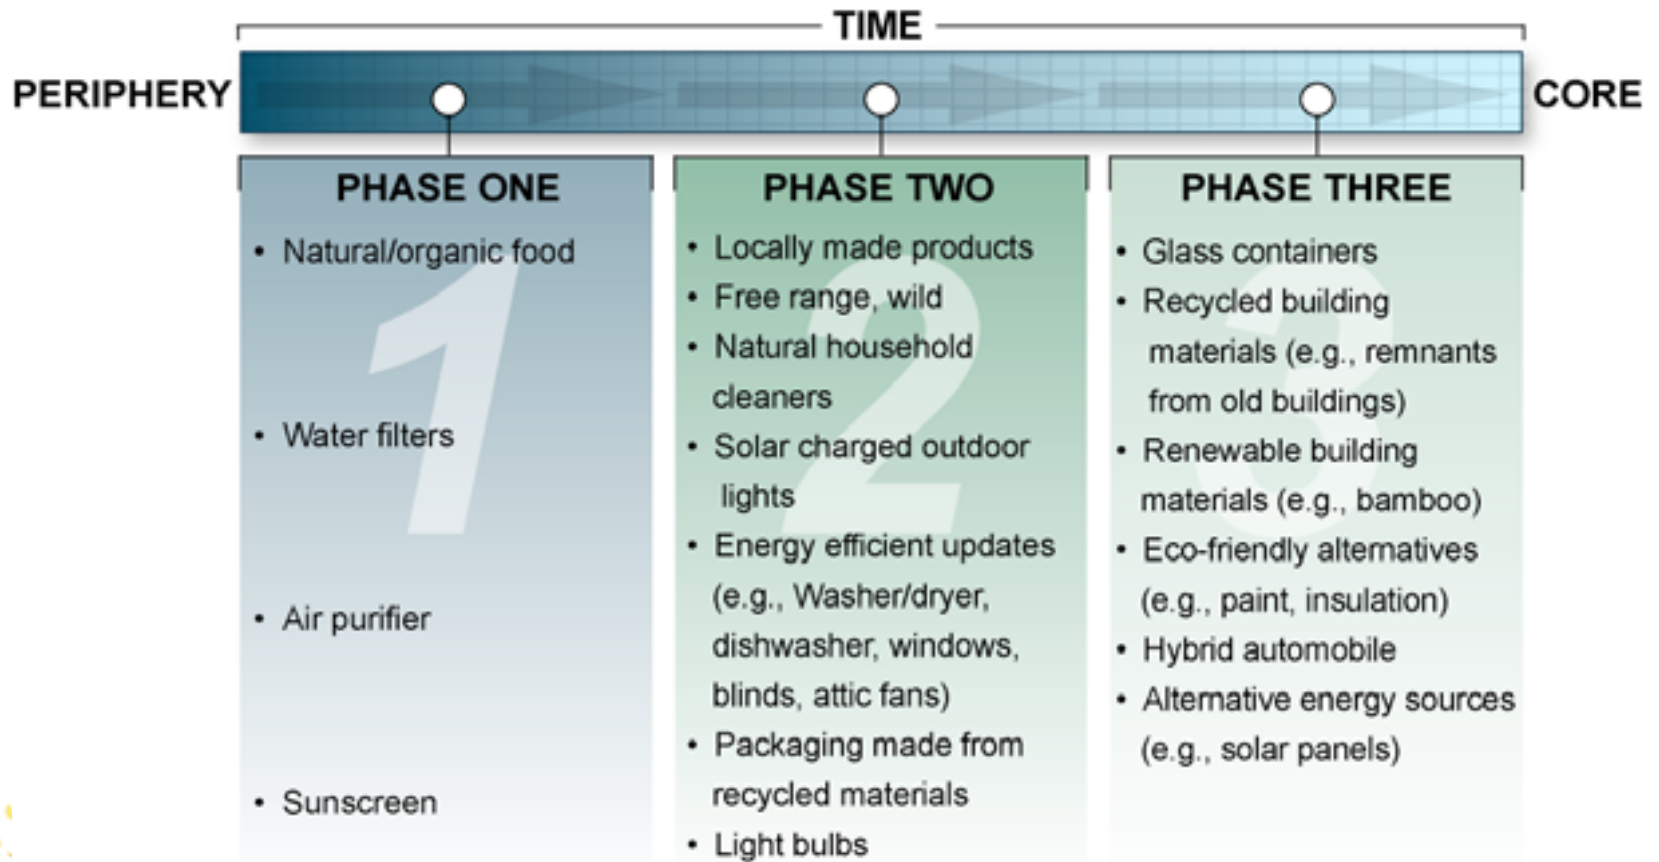 TIME
PERIPHERY
CORE
PHASE ONE
• Natural/organic food
• Water filters
• Air purifier
• Sunscreen
1
PHASE TWO
• Locally made products
• Free range, wild
• Natural household
cleaners
• Solar charged outdoor
lights
• Energy efficient updates
(e.g., Washer/dryer,
dishwasher, windows,
blinds, attic fans)
• Packaging made from
recycled materials
• Light bulbs
2
PHASE THREE
• Glass containers
• Recycled building
materials (e.g., remnants
from old buildings)
• Renewable building
materials (e.g., bamboo)
• Eco-friendly alternatives
(e.g., paint, insulation)
• Hybrid automobile
• Alternative energy sources
(e.g., solar panels)
3